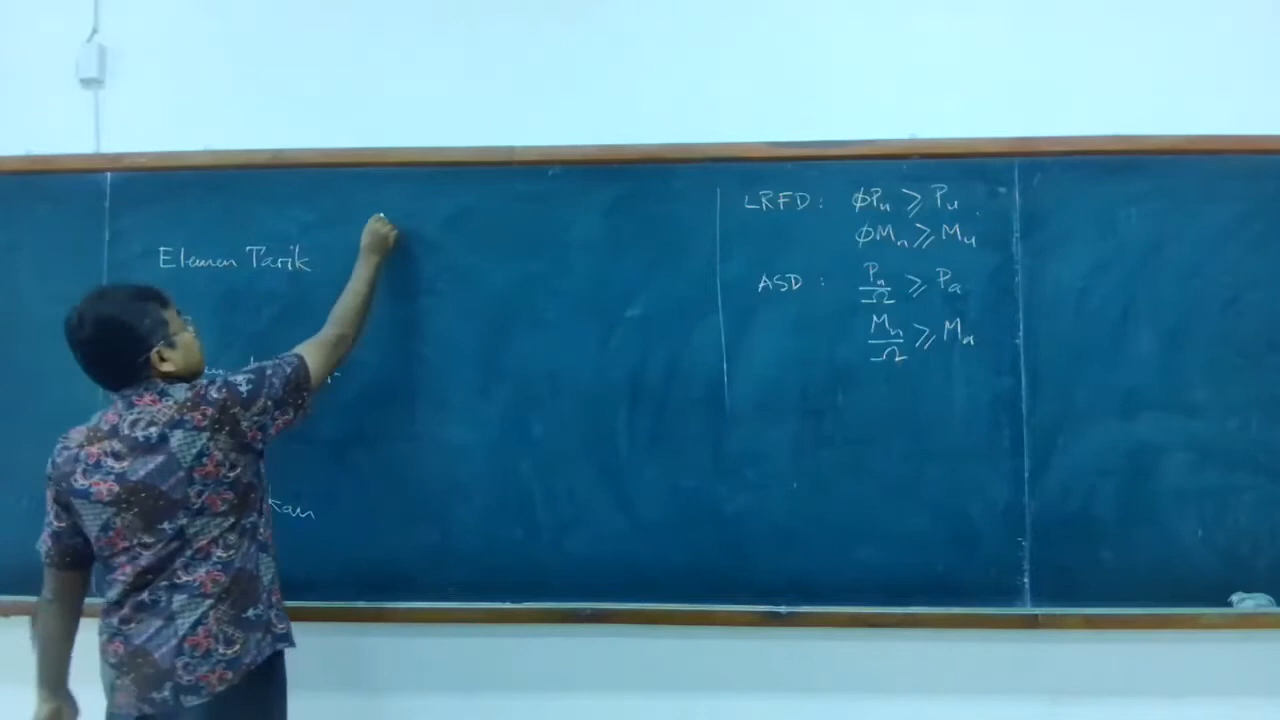 Elemen Tarik
LRFD : ϕPn ⩾ Pu
ϕMn ⩾ Mu
ASD : Pn/Ω ⩾ Pa
Mn/Ω ⩾ Ma